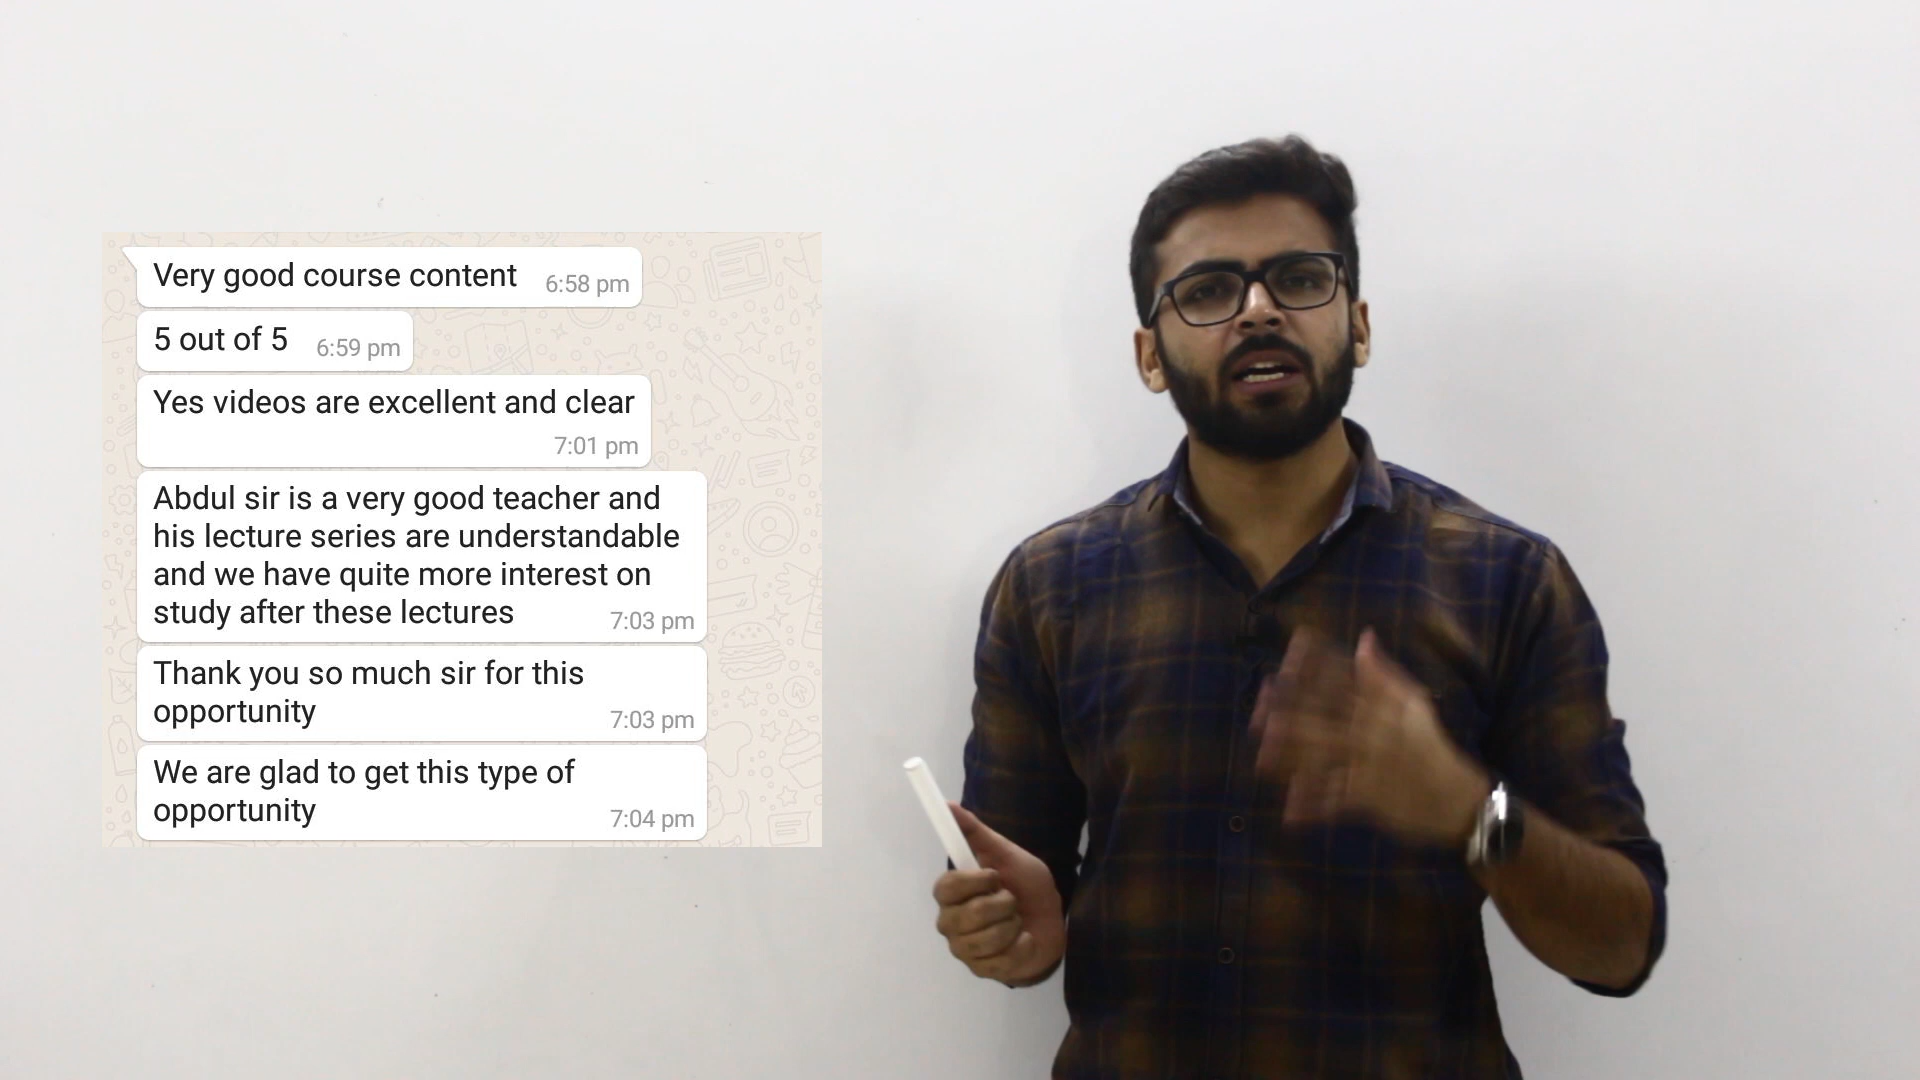 Very good course content 6:58 pm
5 out of 5 6:59 pm
Yes videos are excellent and clear
7:01 pm
Abdul sir is a very good teacher and
his lecture series are understandable
and we have quite more interest on
study after these lectures 7:03 pm
Thank you so much sir for this
opportunity 7:03 pm
We are glad to get this type of
opportunity 7:04 pm